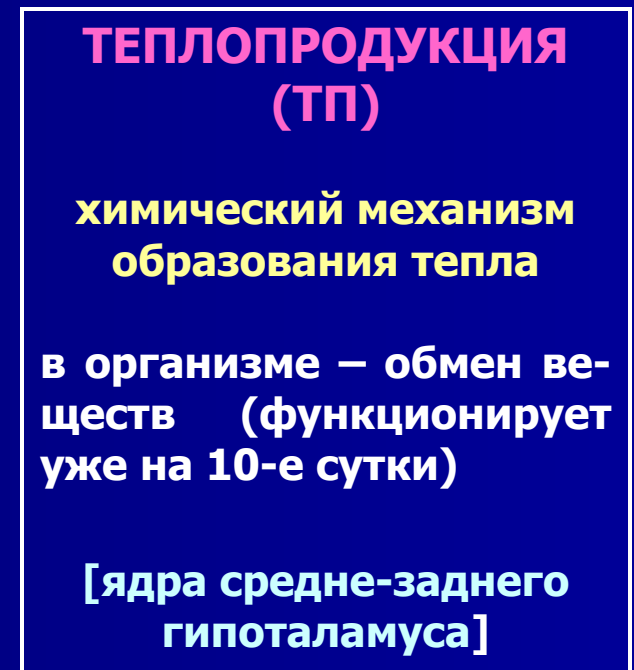 ТЕПЛОПРОДУКЦИЯ
(ТП)
химический механизм
образования тепла
в организме – обмен ве-
ществ (функционирует
уже на 10-е сутки)
[ядра средне-заднего
гипоталамуса]